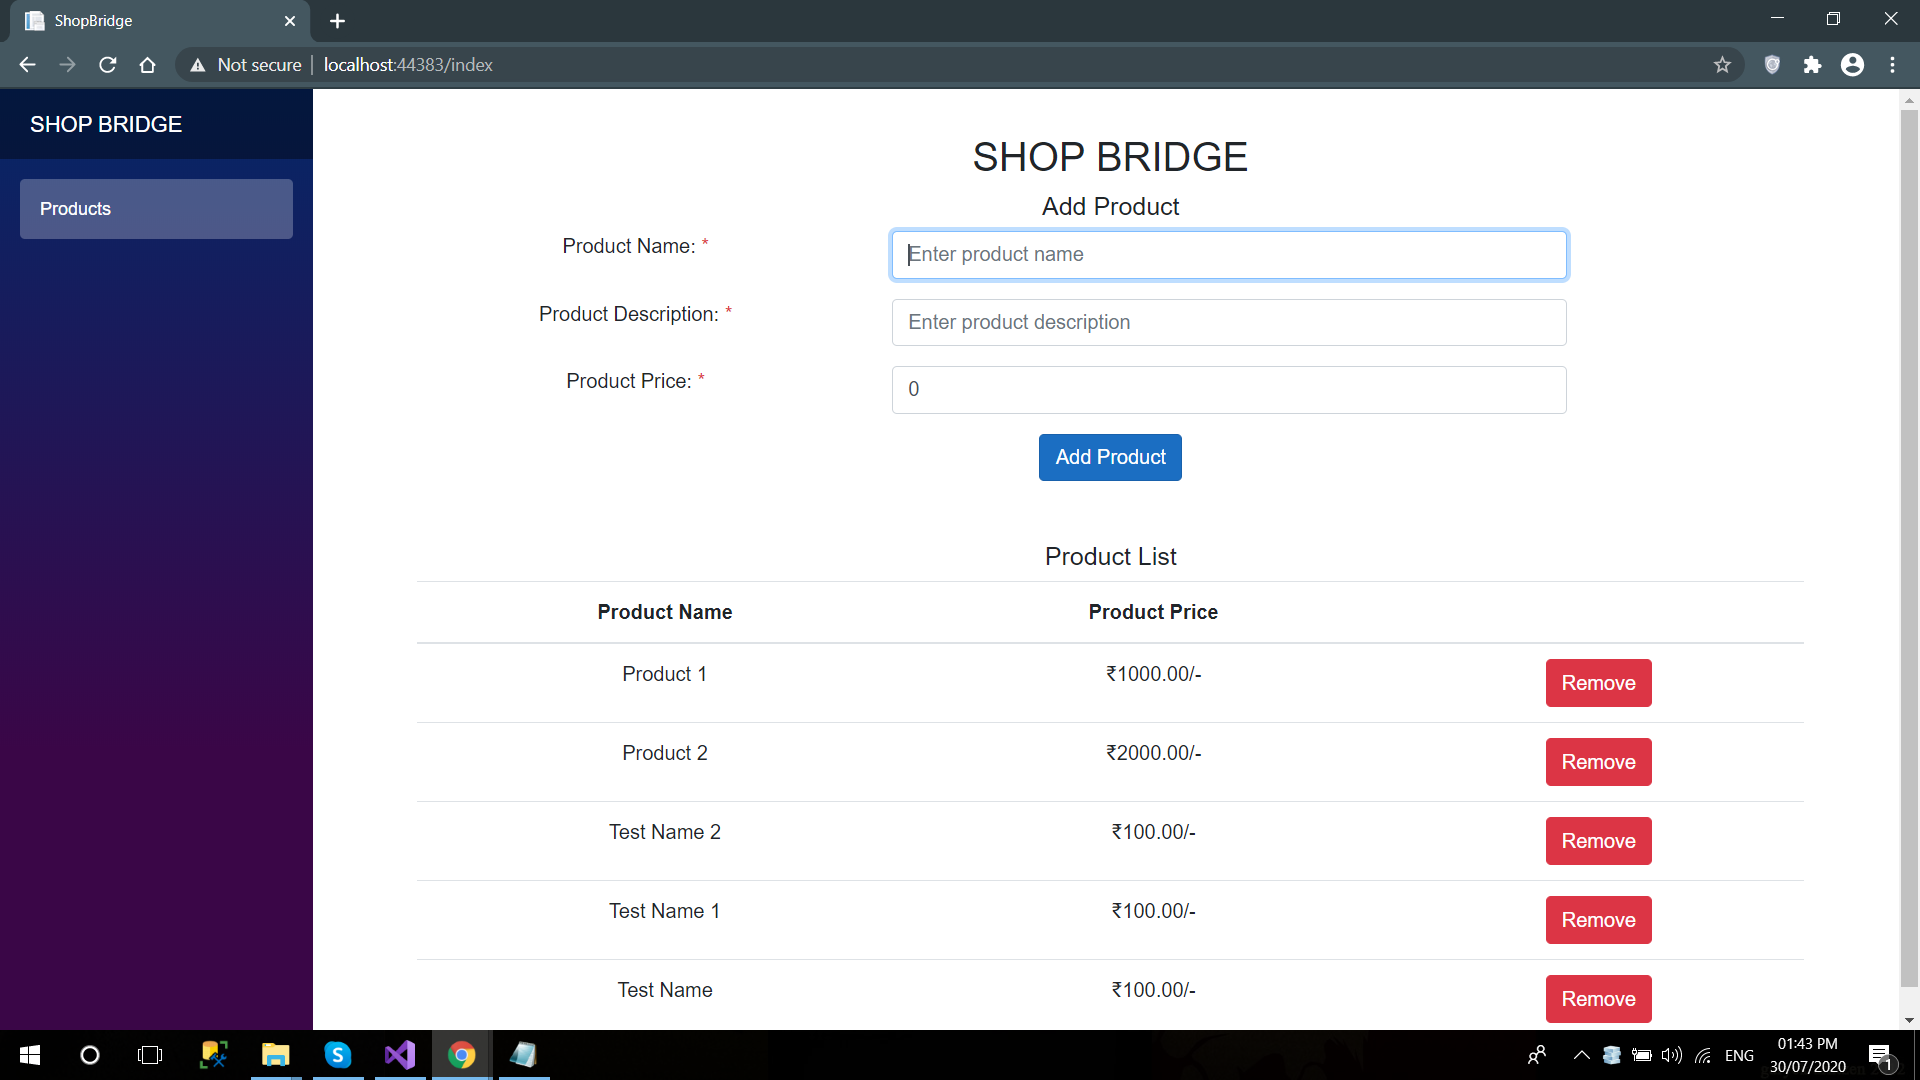 ShopBridge
Not secure
localhost:44383/index
SHOP BRIDGE
Products
SHOP BRIDGE
Add Product
Product Name: *
Enter product name
Product Description: *
Enter product description
Product Price: *
0
Add Product
Product List
Product Name Product Price
Product 1 ₹1000.00/- Remove
Product 2 ₹2000.00/- Remove
Test Name 2 ₹100.00/- Remove
Test Name 1 ₹100.00/- Remove
Test Name ₹100.00/- Remove
S
ENG
01:43 PM
30/07/2020
1